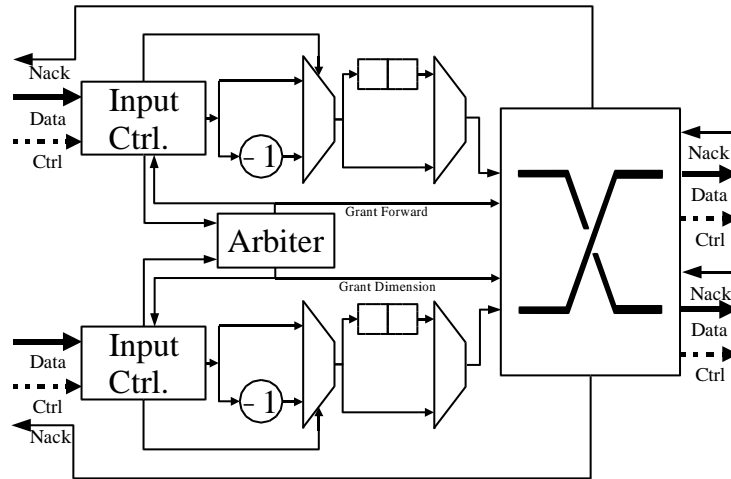 Nack
Data
Ctrl
Input
Ctrl.
- 1
Nack
Data
Ctrl
Grant Forward
Arbiter
Grant Dimension
Nack
Data
Ctrl
Data
Ctrl
Nack
Input
Ctrl.
- 1